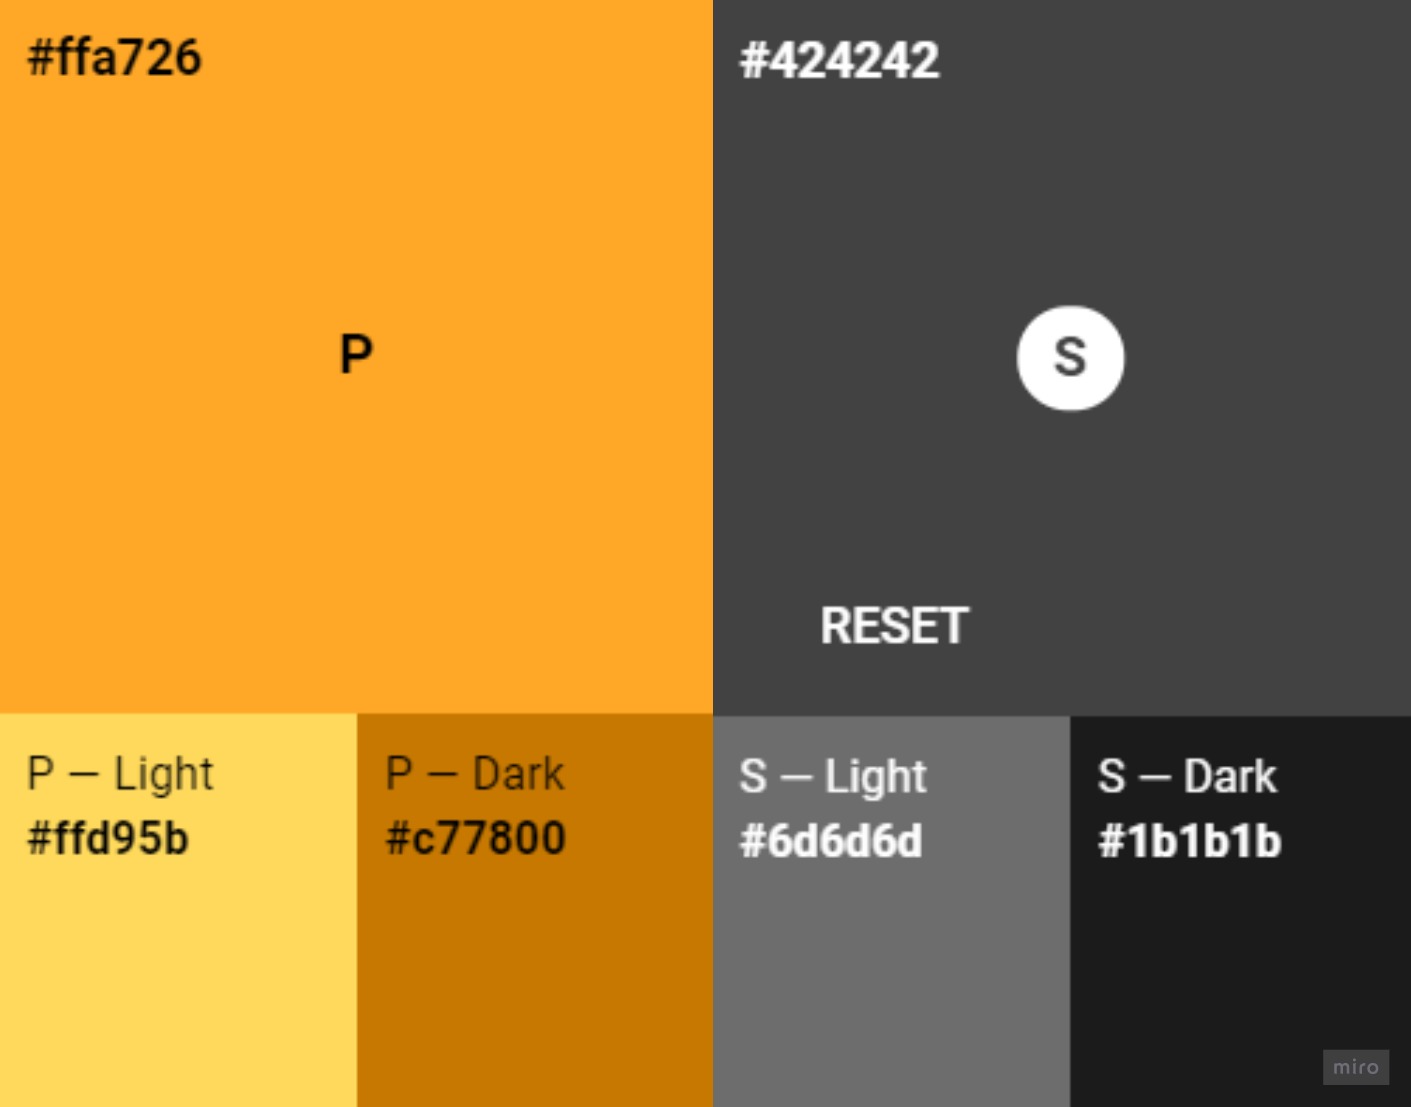 #ffa726
P
P — Light
#ffd95b
P — Dark
#c77800
#424242
S
RESET
S — Light
#6d6d6d
S — Dark
#1b1b1b
miro